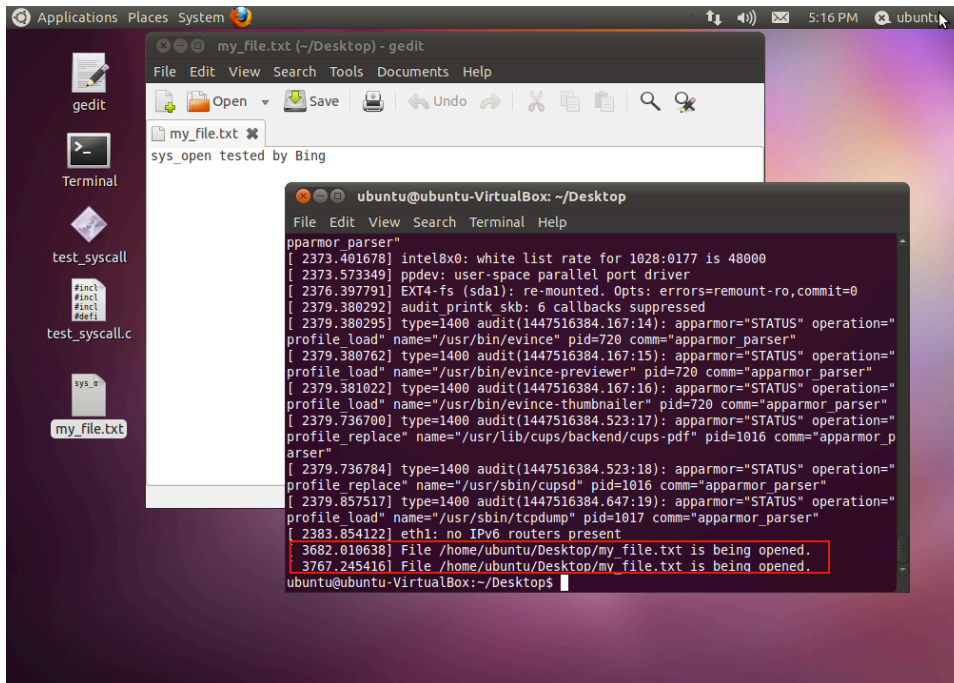 Applications Places System 5:16 PM ubuntu
gedit
Terminal
test_syscall
#incl
#incl
#incl
#defi
test_syscall.c
sys_o
my_file.txt
my_file.txt (~/Desktop) - gedit
File Edit View Search Tools Documents Help
Open Save Undo
my_file.txt
sys_open tested by Bing
ubuntu@ubuntu-VirtualBox: ~/Desktop
File Edit View Search Terminal Help
pparmor_parser"
[ 2373.401678] intel8x0: white list rate for 1028:0177 is 48000
[ 2373.573349] ppdev: user-space parallel port driver
[ 2376.397791] EXT4-fs (sda1): re-mounted. Opts: errors=remount-ro,commit=0
[ 2379.380292] audit_printk_skb: 6 callbacks suppressed
[ 2379.380295] type=1400 audit(1447516384.167:14): apparmor="STATUS" operation="
profile_load" name="/usr/bin/evince" pid=720 comm="apparmor_parser"
[ 2379.380762] type=1400 audit(1447516384.167:15): apparmor="STATUS" operation="
profile_load" name="/usr/bin/evince-previewer" pid=720 comm="apparmor_parser"
[ 2379.381022] type=1400 audit(1447516384.167:16): apparmor="STATUS" operation="
profile_load" name="/usr/bin/evince-thumbnailer" pid=720 comm="apparmor_parser"
[ 2379.736700] type=1400 audit(1447516384.523:17): apparmor="STATUS" operation="
profile_replace" name="/usr/lib/cups/backend/cups-pdf" pid=1016 comm="apparmor_p
arser"
[ 2379.736784] type=1400 audit(1447516384.523:18): apparmor="STATUS" operation="
profile_replace" name="/usr/sbin/cupsd" pid=1016 comm="apparmor_parser"
[ 2379.857517] type=1400 audit(1447516384.647:19): apparmor="STATUS" operation="
profile_load" name="/usr/sbin/tcpdump" pid=1017 comm="apparmor_parser"
[ 2383.854122] eth1: no IPv6 routers present
[ 3682.010638] File /home/ubuntu/Desktop/my_file.txt is being opened.
[ 3767.245416] File /home/ubuntu/Desktop/my_file.txt is being opened.
ubuntu@ubuntu-VirtualBox:~/Desktop$